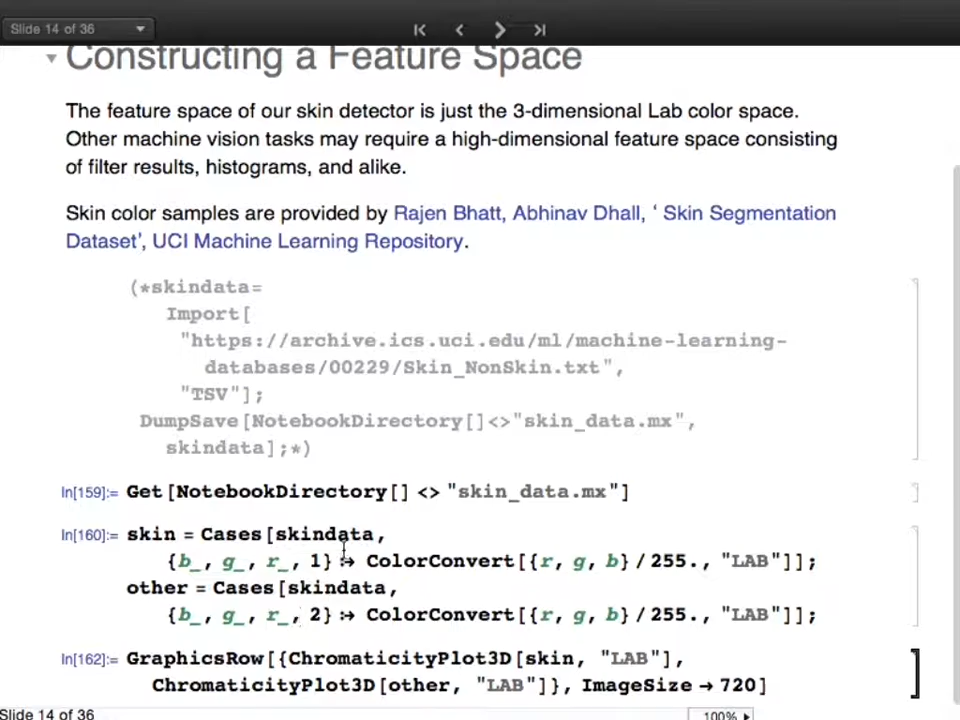 Slide 14 of 36
Constructing a Feature Space
The feature space of our skin detector is just the 3-dimensional Lab color space.
Other machine vision tasks may require a high-dimensional feature space consisting
of filter results, histograms, and alike.
Skin color samples are provided by Rajen Bhatt, Abhinav Dhall, ‘ Skin Segmentation
Dataset’, UCI Machine Learning Repository.
(*skindata=
Import[
"https://archive.ics.uci.edu/ml/machine-learning-
databases/00229/Skin_NonSkin.txt",
"TSV"];
DumpSave[NotebookDirectory[]<>"skin_data.mx",
skindata];*)
In[159]:= Get[NotebookDirectory[] <> "skin_data.mx"]
In[160]:= skin = Cases[skindata,
{b_, g_, r_, 1} :> ColorConvert[{r, g, b} / 255., "LAB"]];
other = Cases[skindata,
{b_, g_, r_, 2} :> ColorConvert[{r, g, b} / 255., "LAB"]];
In[162]:= GraphicsRow[{ChromaticityPlot3D[skin, "LAB"],
ChromaticityPlot3D[other, "LAB"]}, ImageSize → 720]
Slide 14 of 36
100%